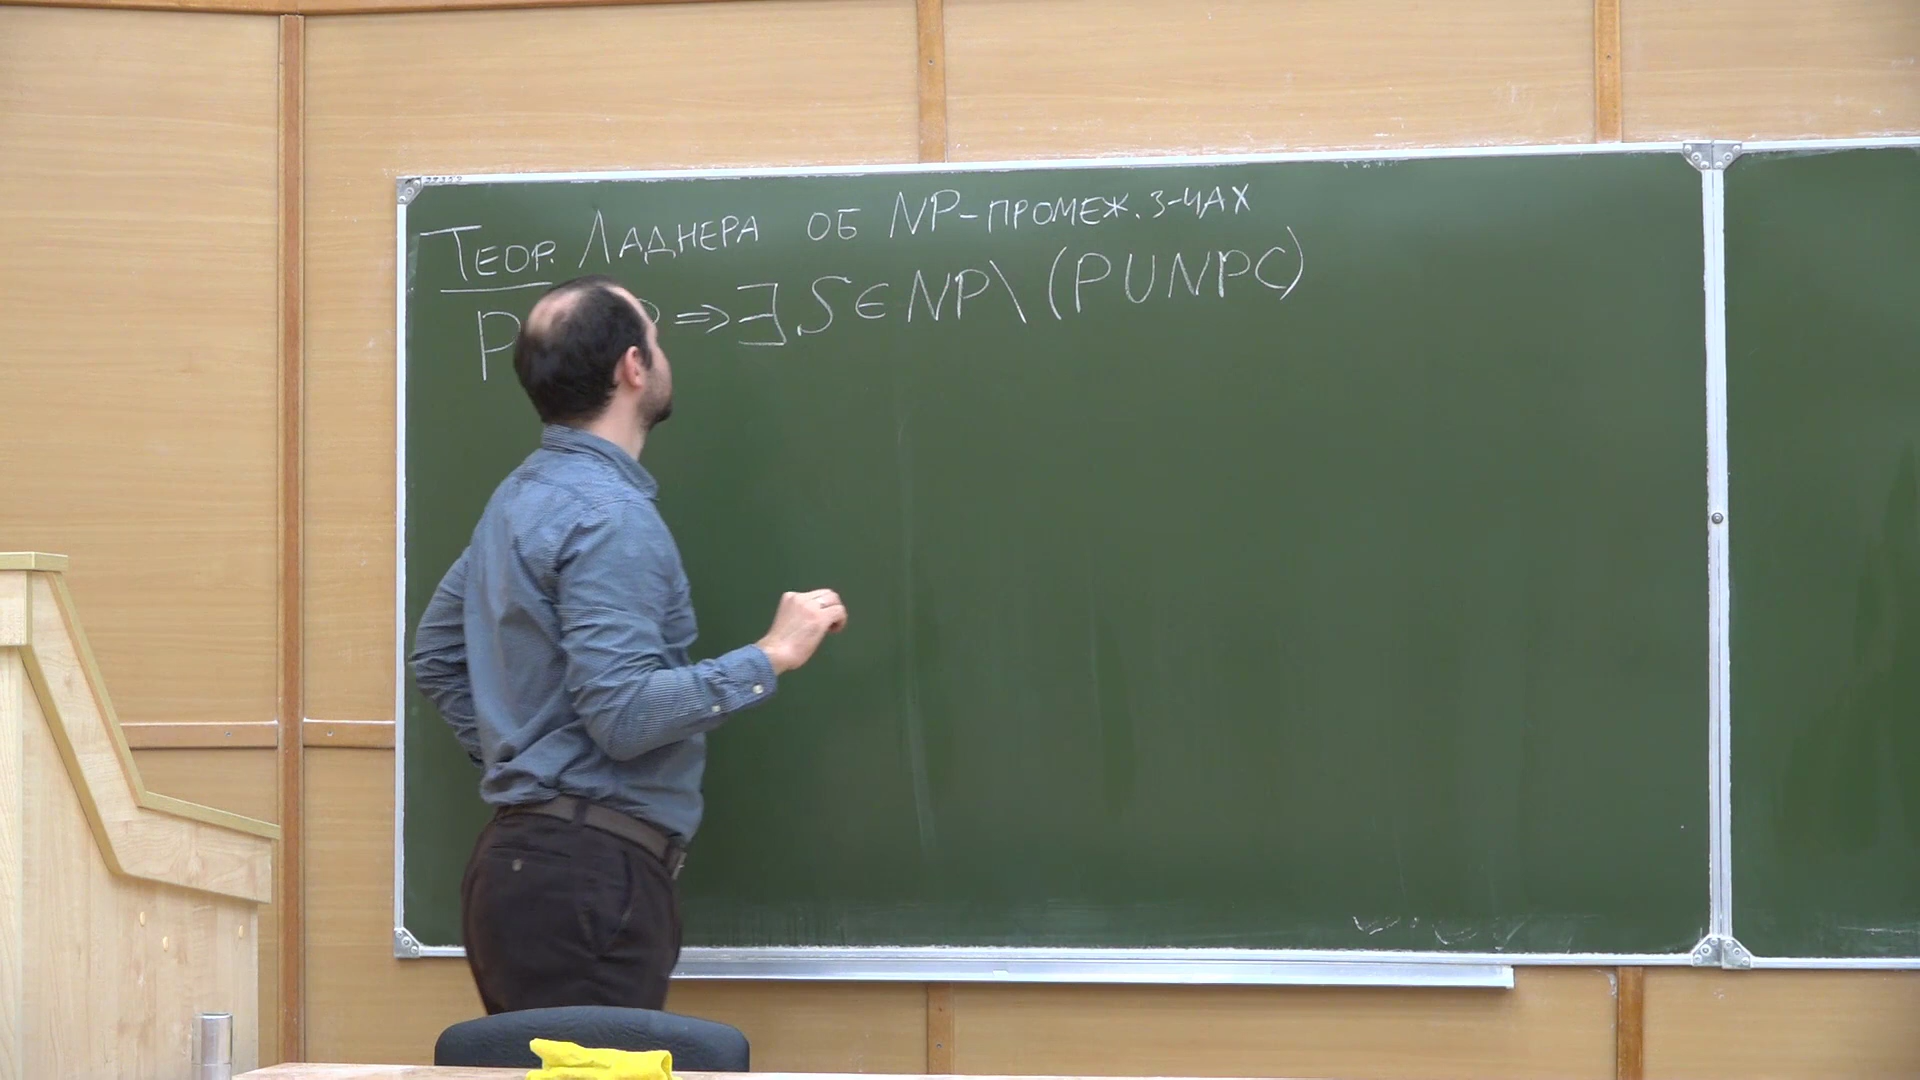 Теор. Ладнера об NP-промеж. з-чах
P ⇒ ∃ S ∈ NP \ (P ∪ NPC)